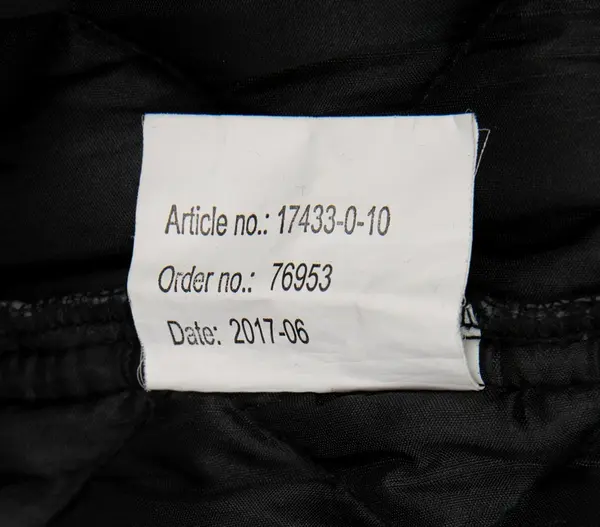 Article no.: 17433-0-10
Order no.: 76953
Date: 2017-06